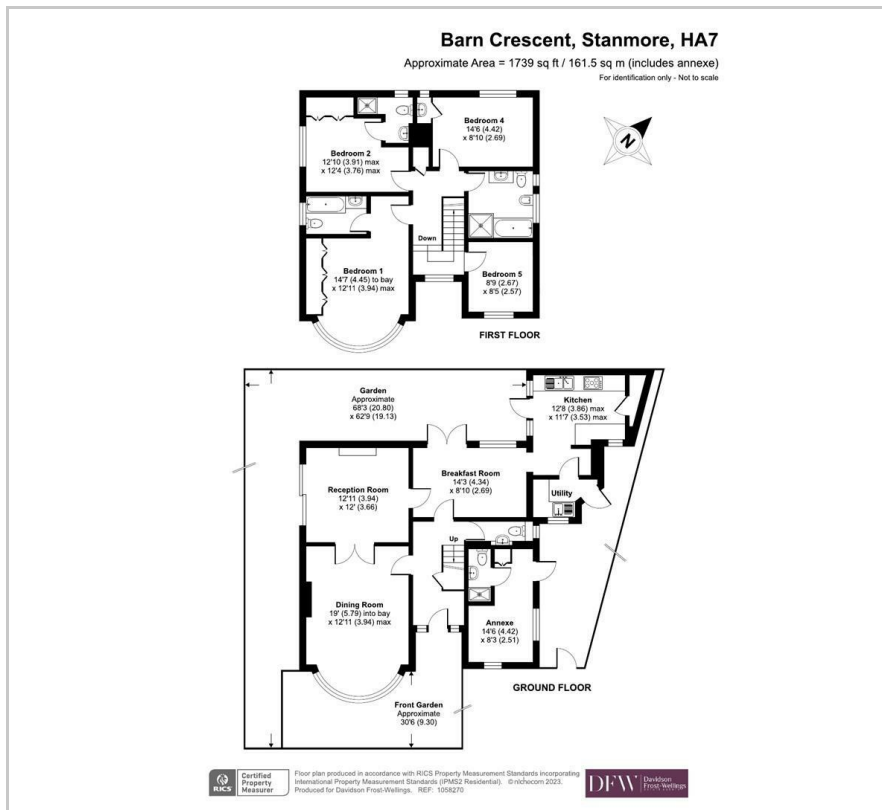 Barn Crescent, Stanmore, HA7
Approximate Area = 1739 sq ft / 161.5 sq m (includes annexe)
For identification only - Not to scale
N
Bedroom 4
14'6 (4.42)
x 8'10 (2.69)
Bedroom 2
12'10 (3.91) max
x 12'4 (3.76) max
Down
Bedroom 1
14'7 (4.45) to bay
x 12'11 (3.94) max
Bedroom 5
8'9 (2.67)
x 8'5 (2.57)
FIRST FLOOR
Garden
Approximate
68'3 (20.80)
x 62'9 (19.13)
Kitchen
12'8 (3.86) max
x 11'7 (3.53) max
Breakfast Room
14'3 (4.34)
x 8'10 (2.69)
Reception Room
12'11 (3.94)
x 12' (3.66)
Utility
Up
Dining Room
19' (5.79) into bay
x 12'11 (3.94) max
Annexe
14'6 (4.42)
x 8'3 (2.51)
GROUND FLOOR
Front Garden
Approximate
30'6 (9.30)
RICS
Certified
Property
Measurer
Floor plan produced in accordance with RICS Property Measurement Standards incorporating
International Property Measurement Standards (IPMS2 Residential). © nlchecom 2023.
Produced for Davidson Frost-Wellings. REF: 1058270
DFW
Davidson
Frost-Wellings